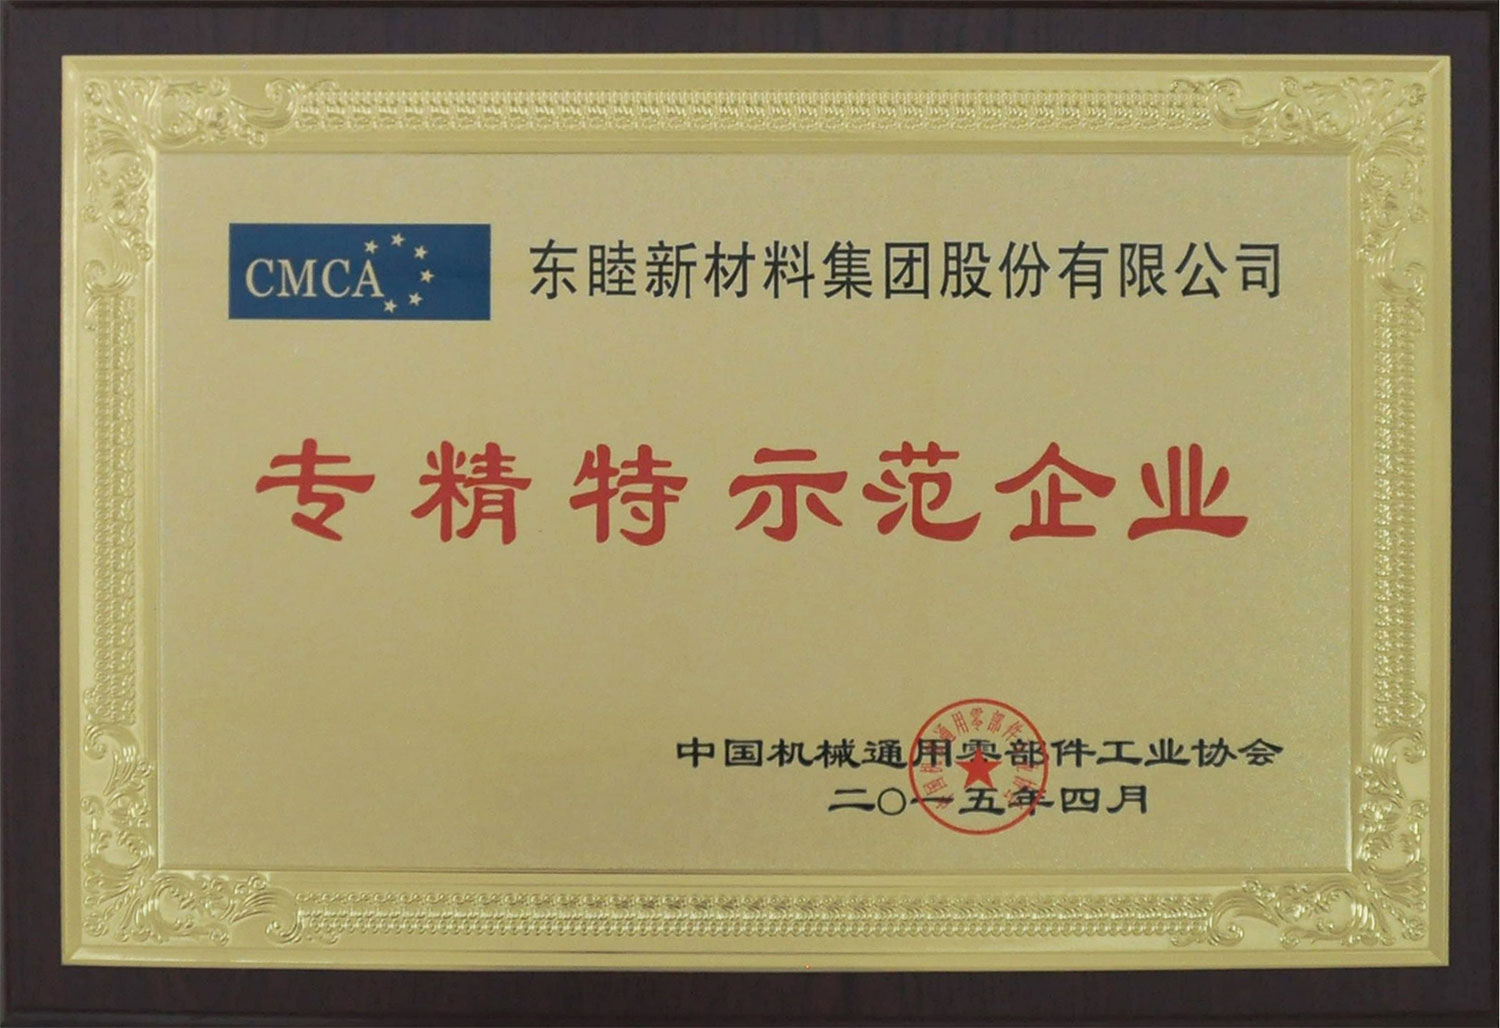 CMCA
东睦新材料集团股份有限公司
专精特示范企业
中国机械通用零部件工业协会
二〇一五年四月